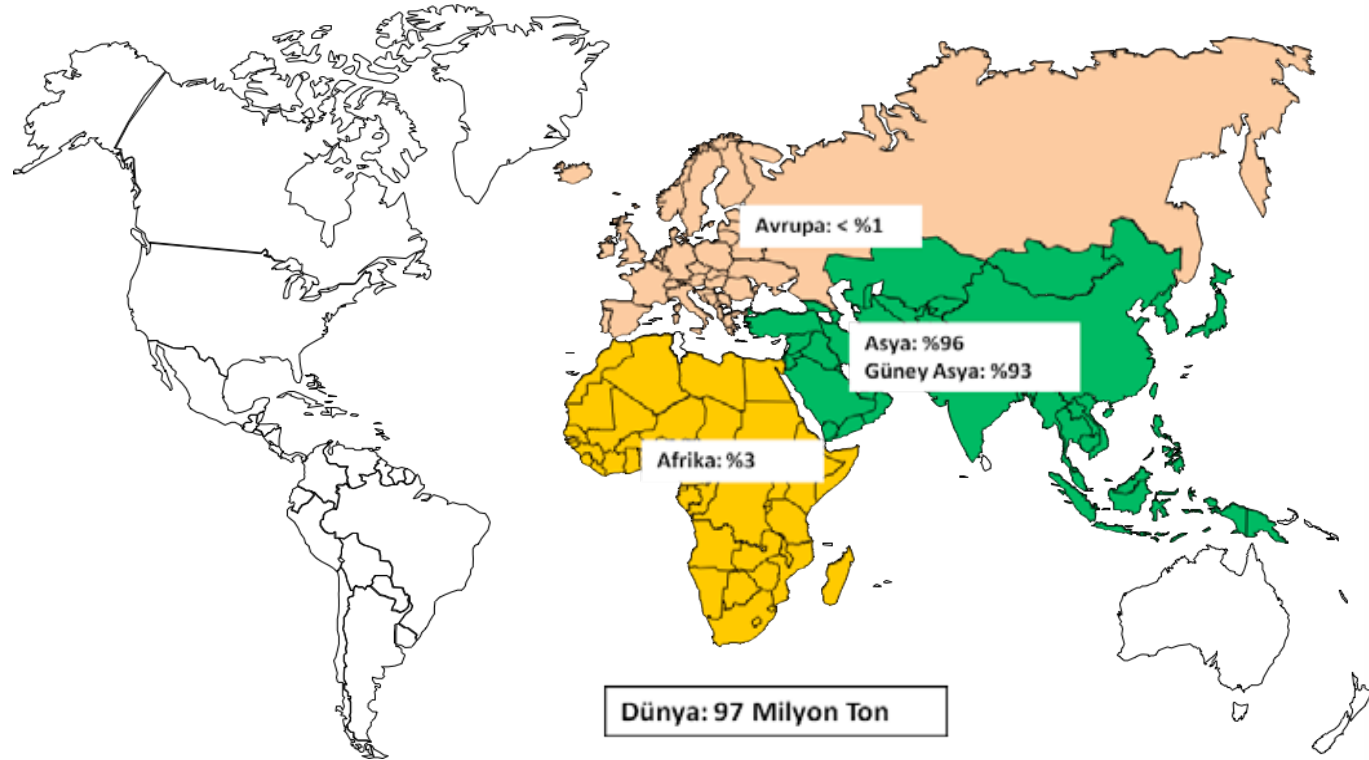 Avrupa: < %1
Asya: %96
Güney Asya: %93
Afrika: %3
Dünya: 97 Milyon Ton